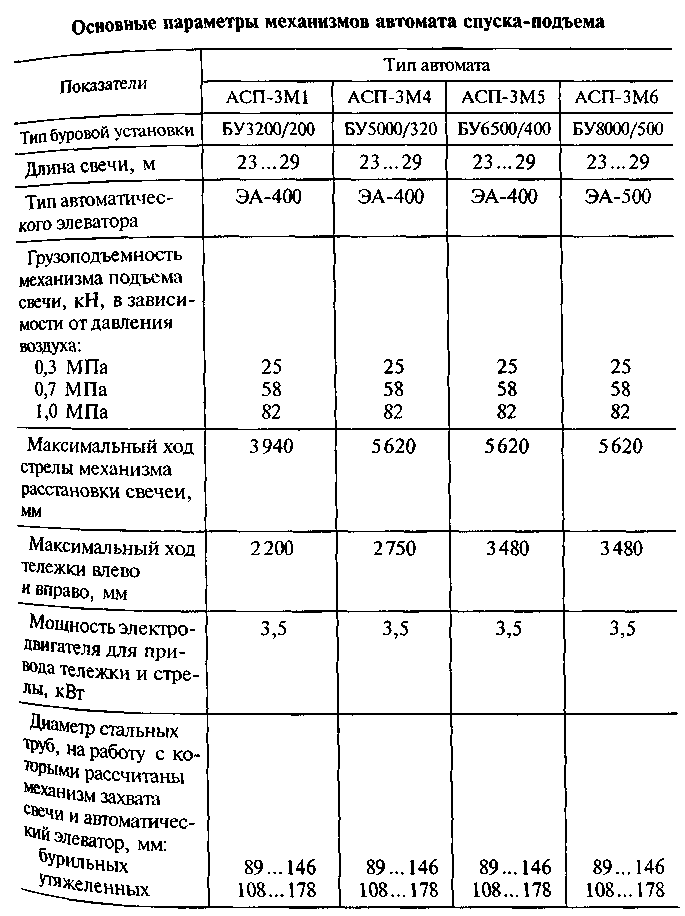 Основные параметры механизмов автомата спуска-подъема
Показатели
Тип автомата
АСП-3М1 АСП-3М4 АСП-3М5 АСП-3М6
Тип буровой установки БУ3200/200 БУ5000/320 БУ6500/400 БУ8000/500
Длина свечи, м 23...29 23...29 23...29 23...29
Тип автоматичес- ЭА-400 ЭА-400 ЭА-400 ЭА-500
кого элеватора
Грузоподъемность
механизма подъема
свечи, кН, в зависи-
мости от давления
воздуха:
0,3 МПа 25 25 25 25
0,7 МПа 58 58 58 58
1,0 МПа 82 82 82 82
Максимальный ход 3940 5620 5620 5620
стрелы механизма
расстановки свечеи,
мм
Максимальный ход 2200 2750 3480 3480
тележки влево
и вправо, мм
Мощность электро- 3,5 3,5 3,5 3,5
двигателя для при-
вода тележки и стре-
лы, кВт
Диаметр стальных
труб, на работу с ко-
торыми рассчитаны
механизм захвата
свечи и автоматичес-
кий элеватор, мм:
бурильных 89...146 89...146 89...146 89...146
утяжеленных 108...178 108...178 108...178 108...178